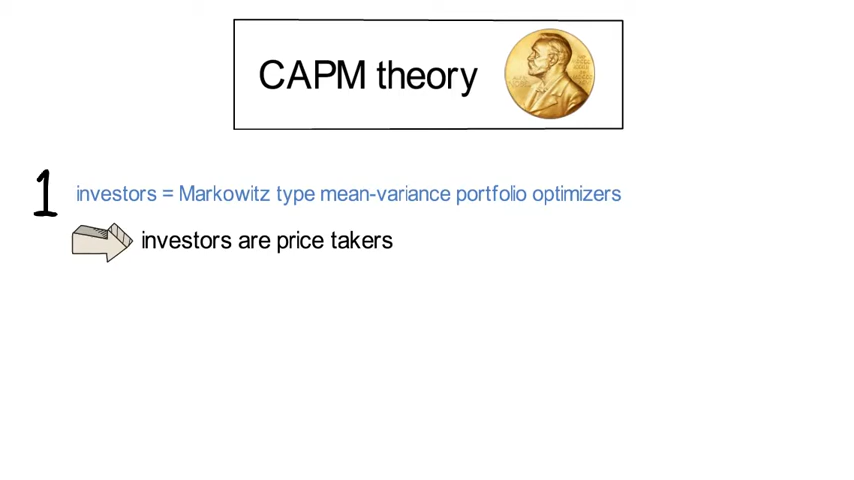 CAPM theory
1 investors = Markowitz type mean-variance portfolio optimizers
investors are price takers